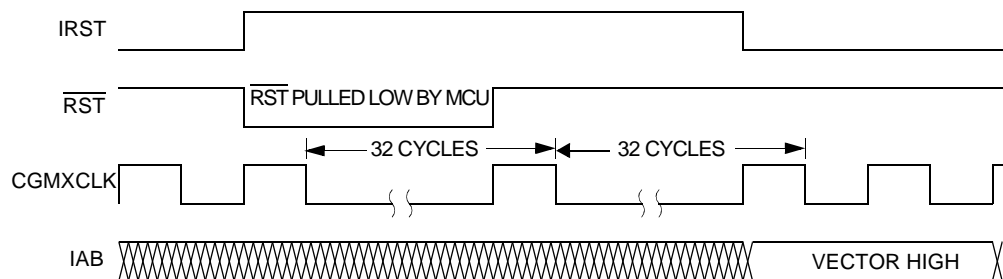 IRST
RST
RST PULLED LOW BY MCU
32 CYCLES
32 CYCLES
CGMXCLK
IAB
VECTOR HIGH